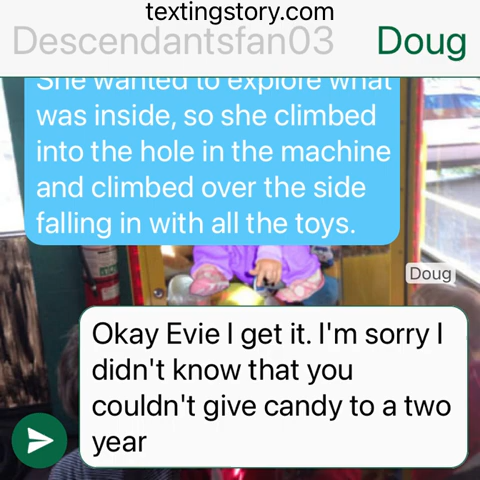 textingstory.com
Descendantsfan03 Doug
She wanted to explore what
was inside, so she climbed
into the hole in the machine
and climbed over the side
falling in with all the toys.
Doug
Okay Evie I get it. I'm sorry I
didn't know that you
couldn't give candy to a two
year